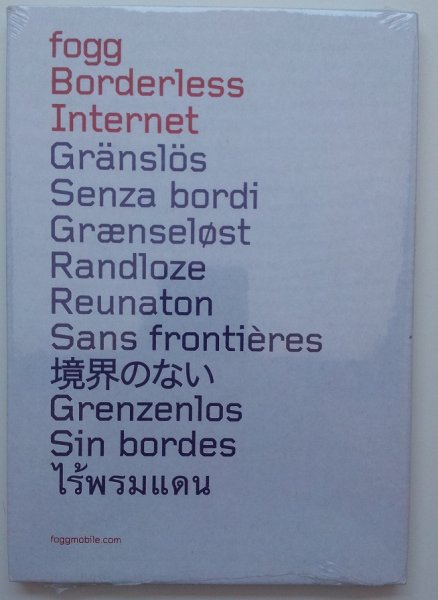 fogg
Borderless
Internet
Gränslös
Senza bordi
Grænseløst
Randloze
Reunaton
Sans frontières
境界のない
Grenzenlos
Sin bordes
ไร้พรมแดน
foggmobile.com